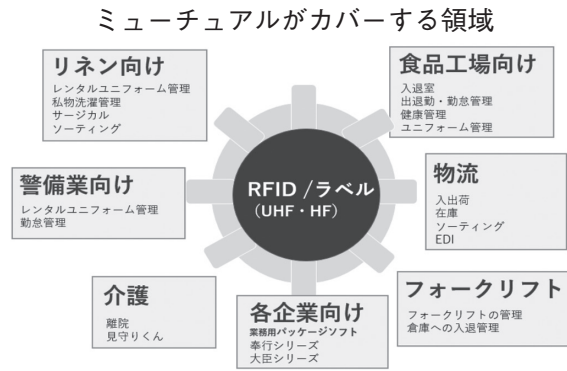 ミューチュアルがカバーする領域
リネン向け
レンタルユニフォーム管理
私物洗濯管理
サージカル
ソーティング
食品工場向け
入退室
出退勤・勤怠管理
健康管理
ユニフォーム管理
警備業向け
レンタルユニフォーム管理
勤怠管理
RFID /ラベル
(UHF・HF)
物流
入出荷
在庫
ソーティング
EDI
介護
離院
見守りくん
各企業向け
業務用パッケージソフト
奉行シリーズ
大臣シリーズ
フォークリフト
フォークリフトの管理
倉庫への入退管理